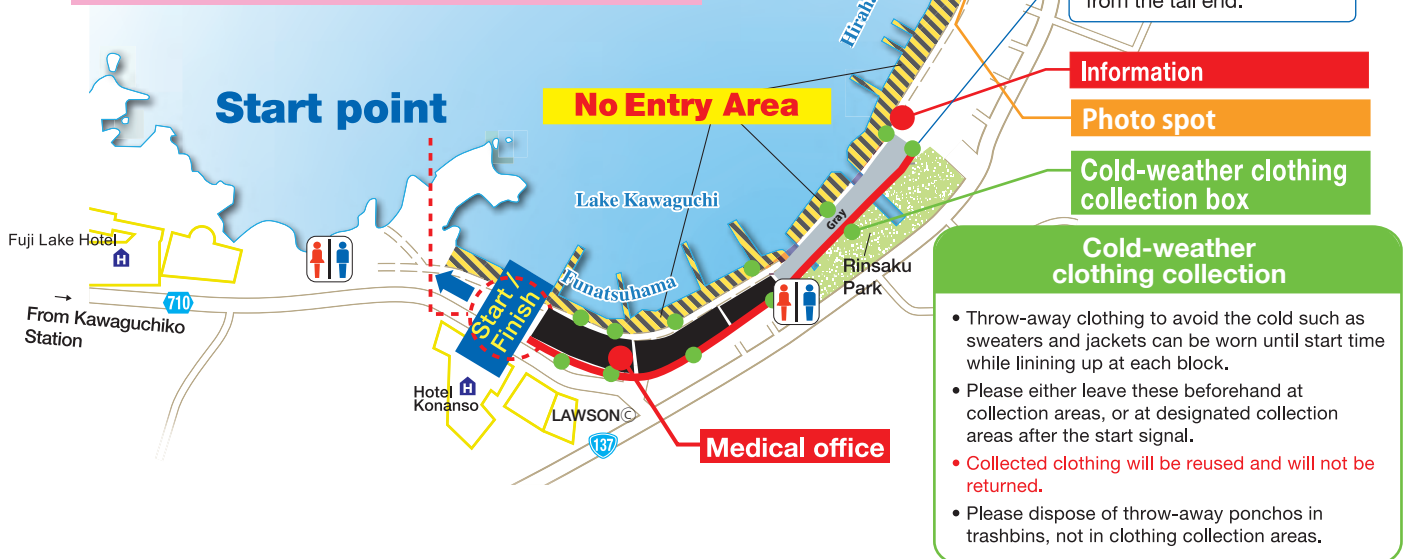 from the tail end.
Hiraha
Information
Start point
No Entry Area
Photo spot
Cold-weather clothing
collection box
Lake Kawaguchi
Gray
Fuji Lake Hotel
H
Rinsaku
Park
Funatsuhama
710
→
From Kawaguchiko
Station
Start /
Finish
Hotel
Konanso
H
LAWSON©
137
Medical office
Cold-weather
clothing collection
• Throw-away clothing to avoid the cold such as
sweaters and jackets can be worn until start time
while linining up at each block.
• Please either leave these beforehand at
collection areas, or at designated collection
areas after the start signal.
• Collected clothing will be reused and will not be
returned.
• Please dispose of throw-away ponchos in
trashbins, not in clothing collection areas.